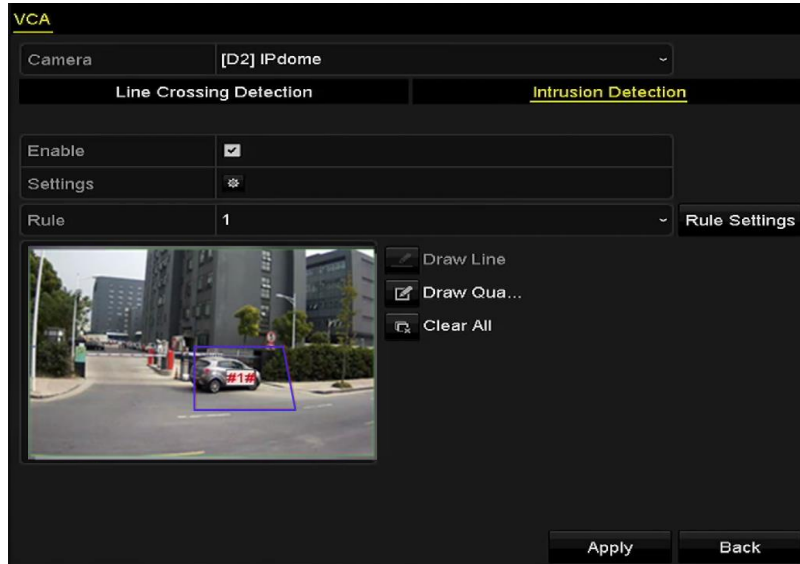 VCA
Camera [D2] IPdome
Line Crossing Detection Intrusion Detection
Enable
Settings
Rule 1 Rule Settings
Draw Line
Draw Qua...
Clear All
#1#
Apply Back